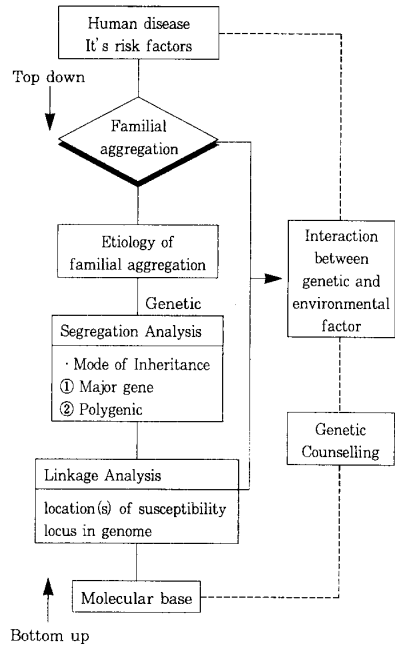 Human disease
It's risk factors
Top down
Familial
aggregation
Etiology of
familial aggregation
Genetic
Segregation Analysis
· Mode of Inheritance
① Major gene
② Polygenic
Linkage Analysis
location(s) of susceptibility
locus in genome
Molecular base
Bottom up
Interaction
between
genetic and
environmental
factor
Genetic
Counselling